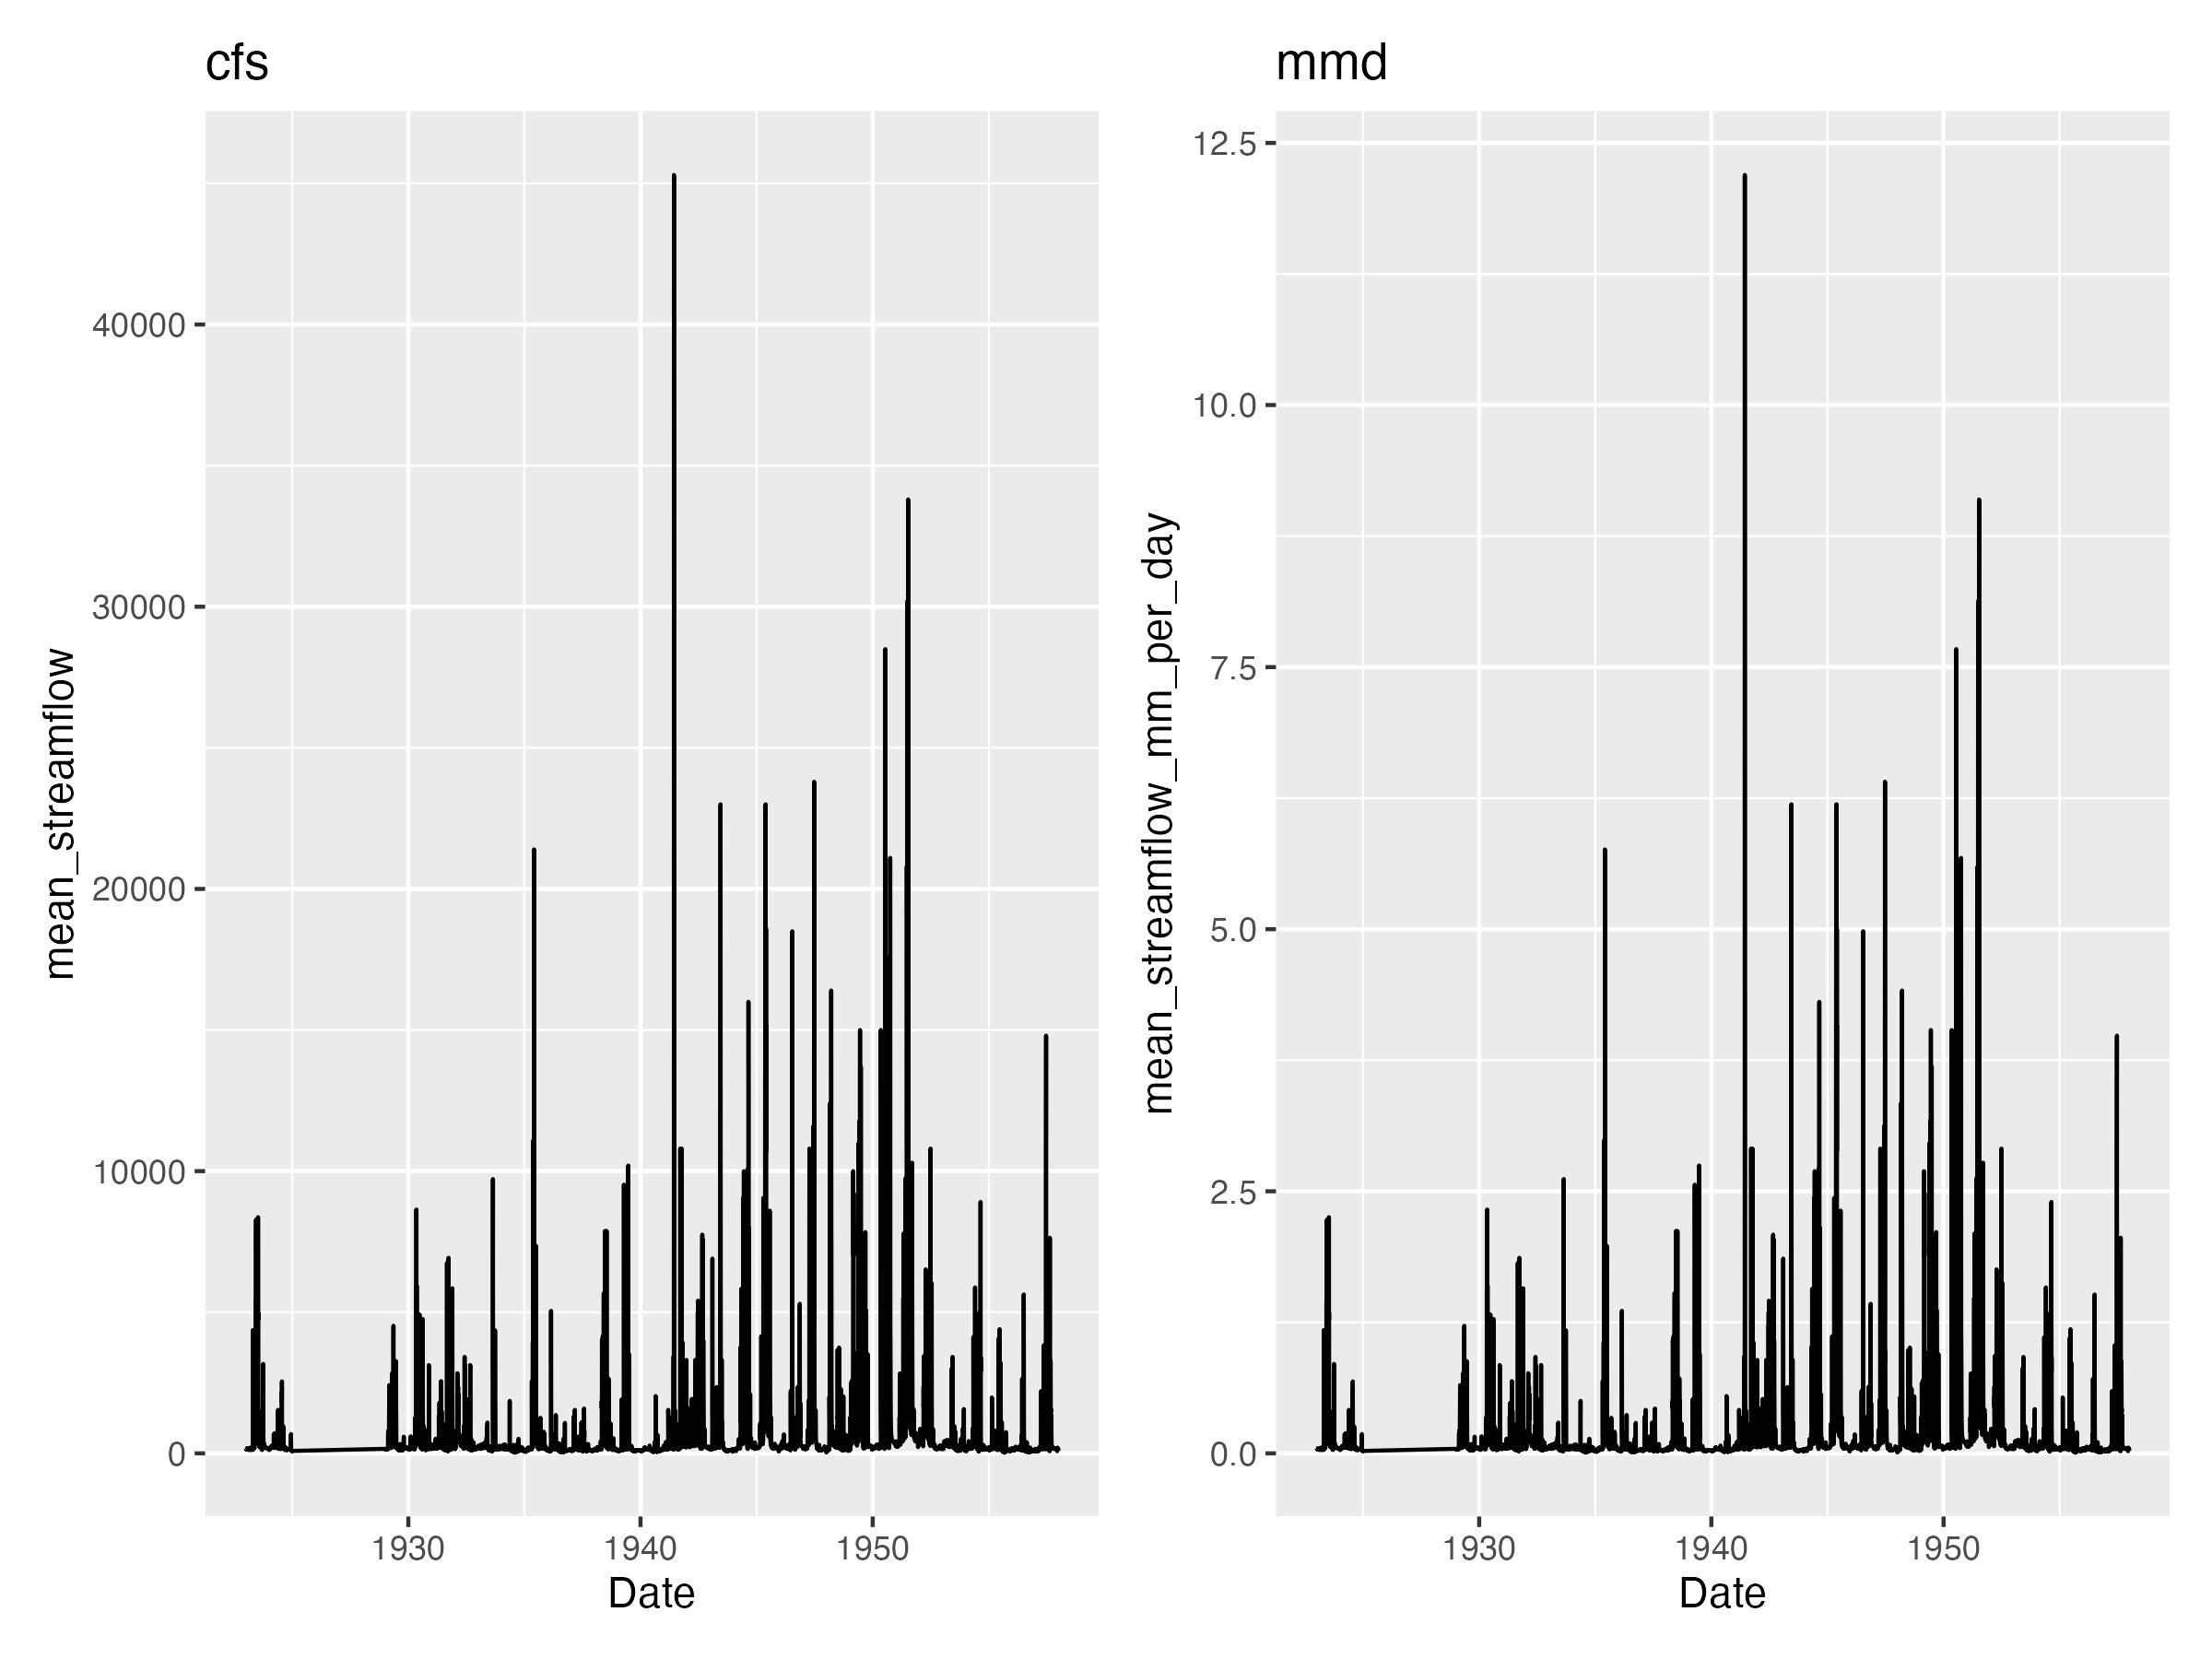 cfs
mean_streamflow
40000
30000
20000
10000
0
1930 1940 1950
Date
mmd
mean_streamflow_mm_per_day
12.5
10.0
7.5
5.0
2.5
0.0
1930 1940 1950
Date